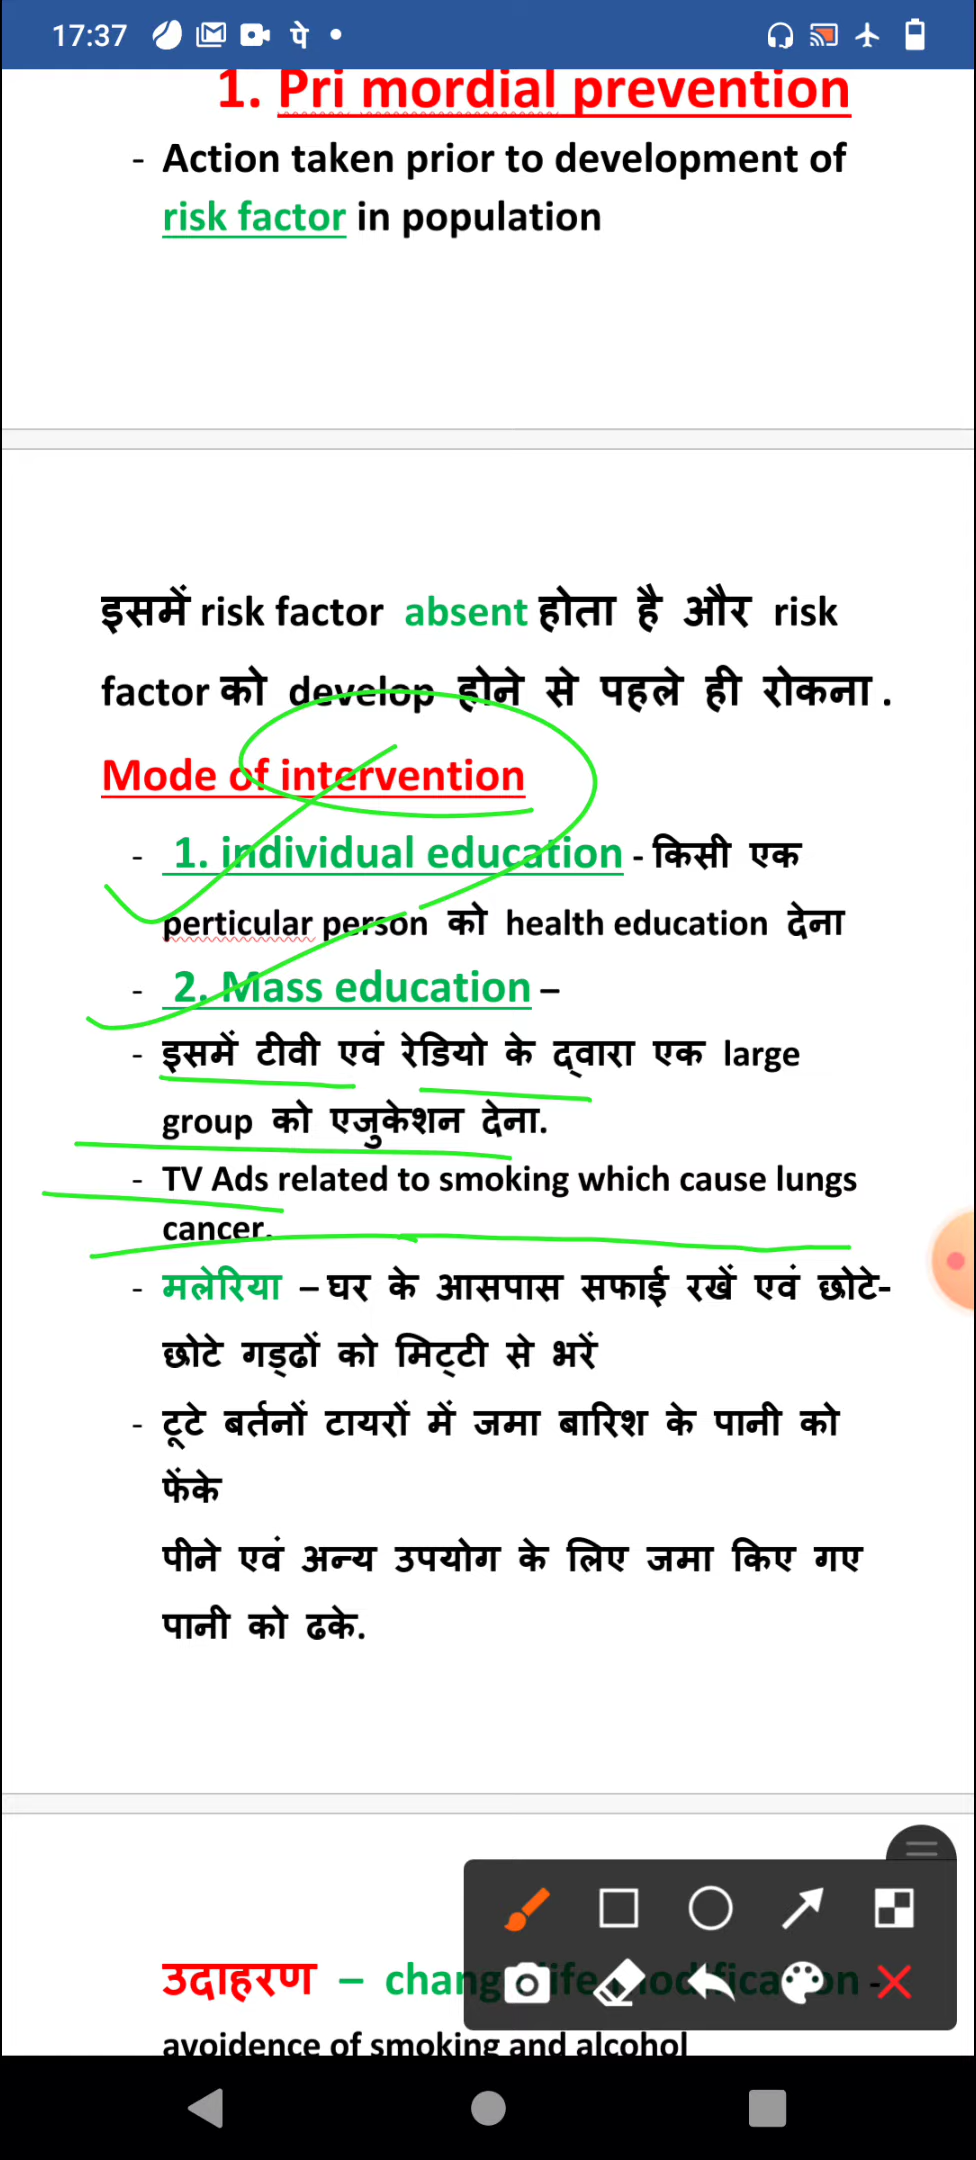 17:37 पे
1. Pri mordial prevention
- Action taken prior to development of
risk factor in population
इसमें risk factor absent होता है और risk
factor को develop होने से पहले ही रोकना .
Mode of intervention
- 1. individual education - किसी एक
perticular person को health education देना
- 2. Mass education –
- इसमें टीवी एवं रेडियो के द्वारा एक large
group को एजुकेशन देना.
- TV Ads related to smoking which cause lungs
cancer.
- मलेरिया – घर के आसपास सफाई रखें एवं छोटे-
छोटे गड्ढों को मिट्टी से भरें
- टूटे बर्तनों टायरों में जमा बारिश के पानी को
फेंके
पीने एवं अन्य उपयोग के लिए जमा किए गए
पानी को ढके.
उदाहरण – change life modification -
avoidence of smoking and alcohol